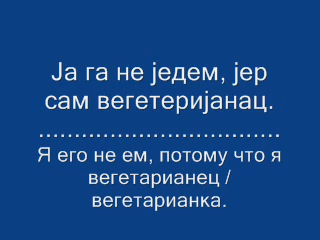 Ја га не једем, јер
сам вегетеријанац.
..................................
Я его не ем, потому что я
вегетарианец /
вегетарианка.